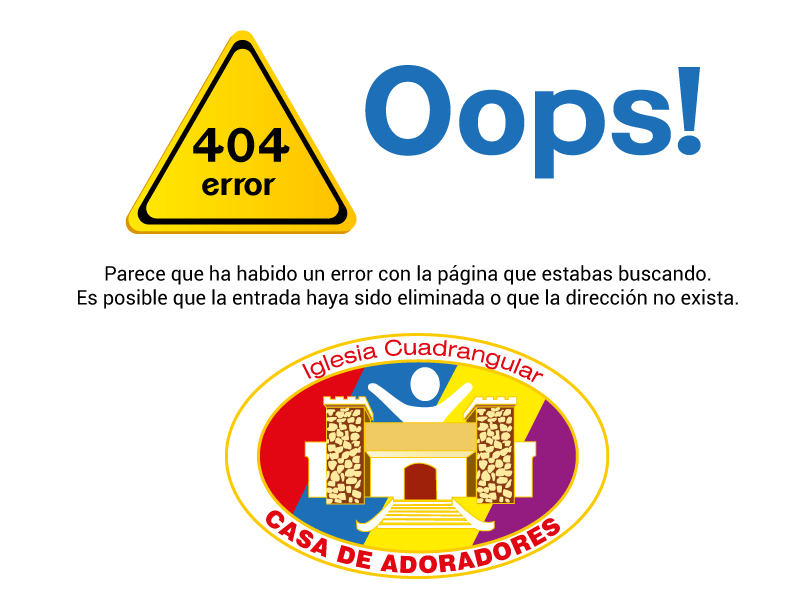 404
error
Oops!
Parece que ha habido un error con la página que estabas buscando.
Es posible que la entrada haya sido eliminada o que la dirección no exista.
Iglesia Cuadrangular
CASA DE ADORADORES